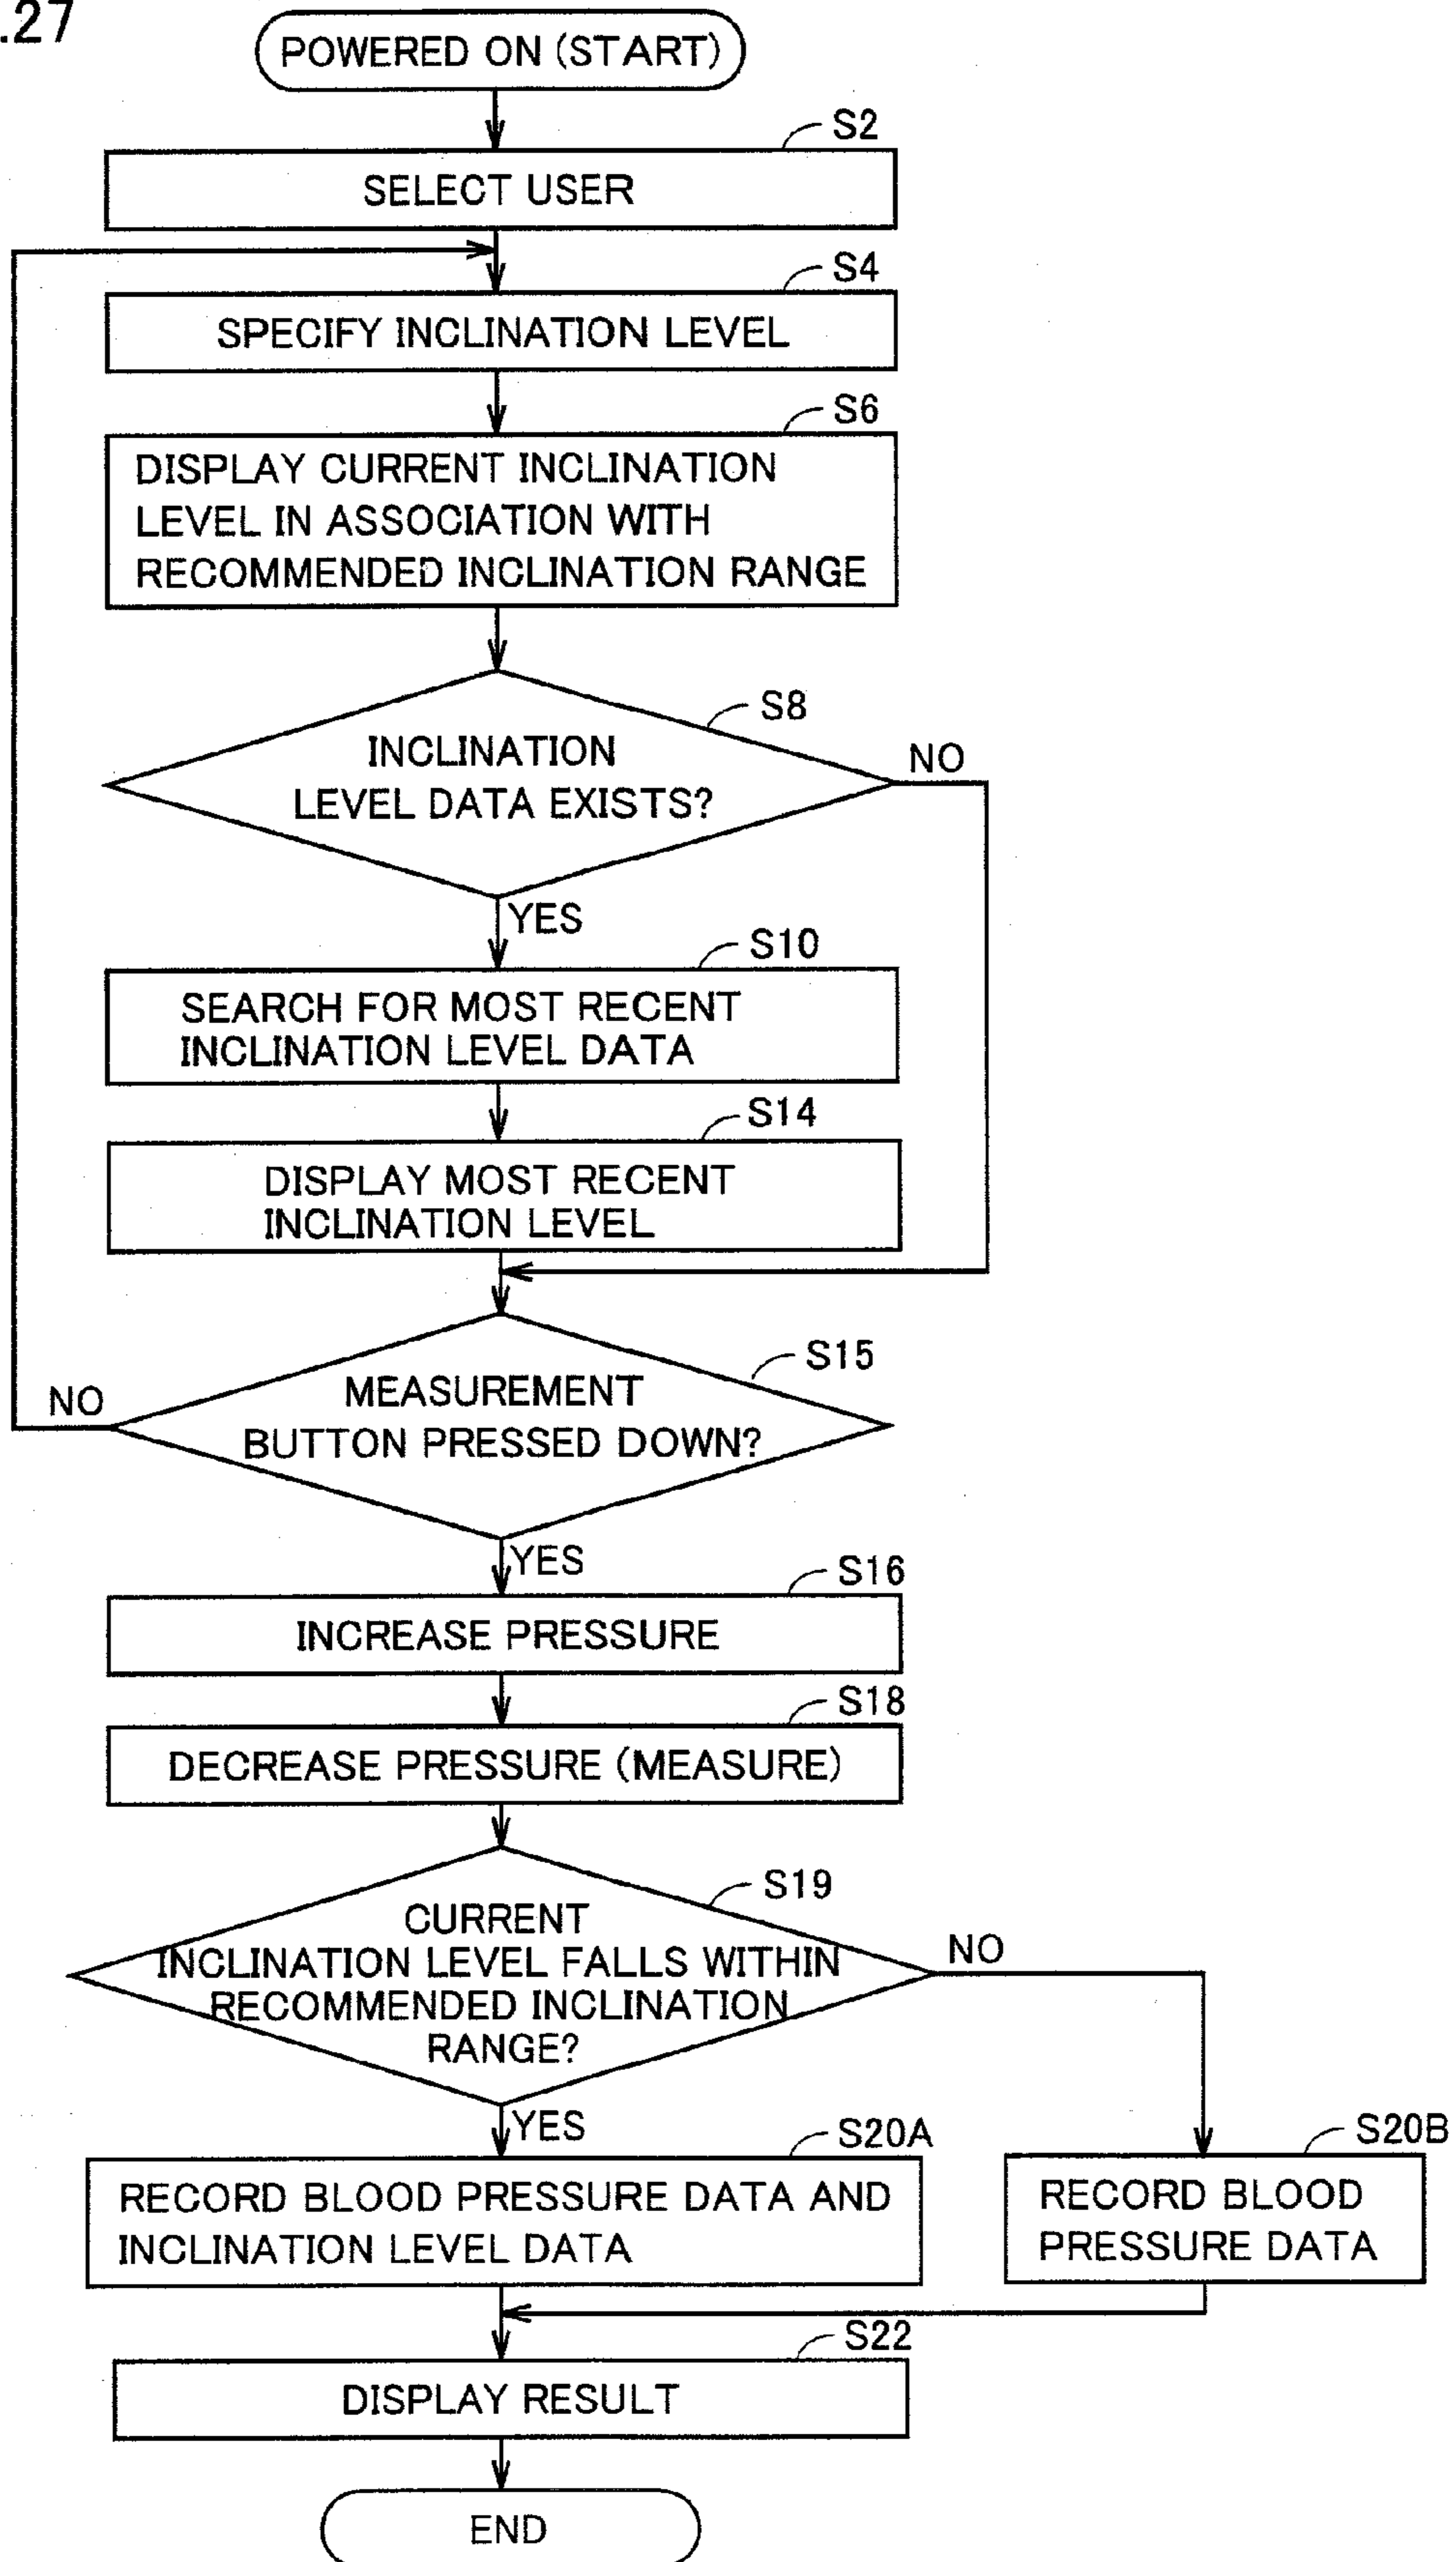 .27
POWERED ON (START)
S2
SELECT USER
S4
SPECIFY INCLINATION LEVEL
S6
DISPLAY CURRENT INCLINATION
LEVEL IN ASSOCIATION WITH
RECOMMENDED INCLINATION RANGE
S8
INCLINATION
LEVEL DATA EXISTS?
NO
YES
S10
SEARCH FOR MOST RECENT
INCLINATION LEVEL DATA
S14
DISPLAY MOST RECENT
INCLINATION LEVEL
S15
MEASUREMENT
BUTTON PRESSED DOWN?
NO
YES
S16
INCREASE PRESSURE
S18
DECREASE PRESSURE (MEASURE)
S19
CURRENT
INCLINATION LEVEL FALLS WITHIN
RECOMMENDED INCLINATION
RANGE?
NO
YES
S20A
RECORD BLOOD PRESSURE DATA AND
INCLINATION LEVEL DATA
S20B
RECORD BLOOD
PRESSURE DATA
S22
DISPLAY RESULT
END